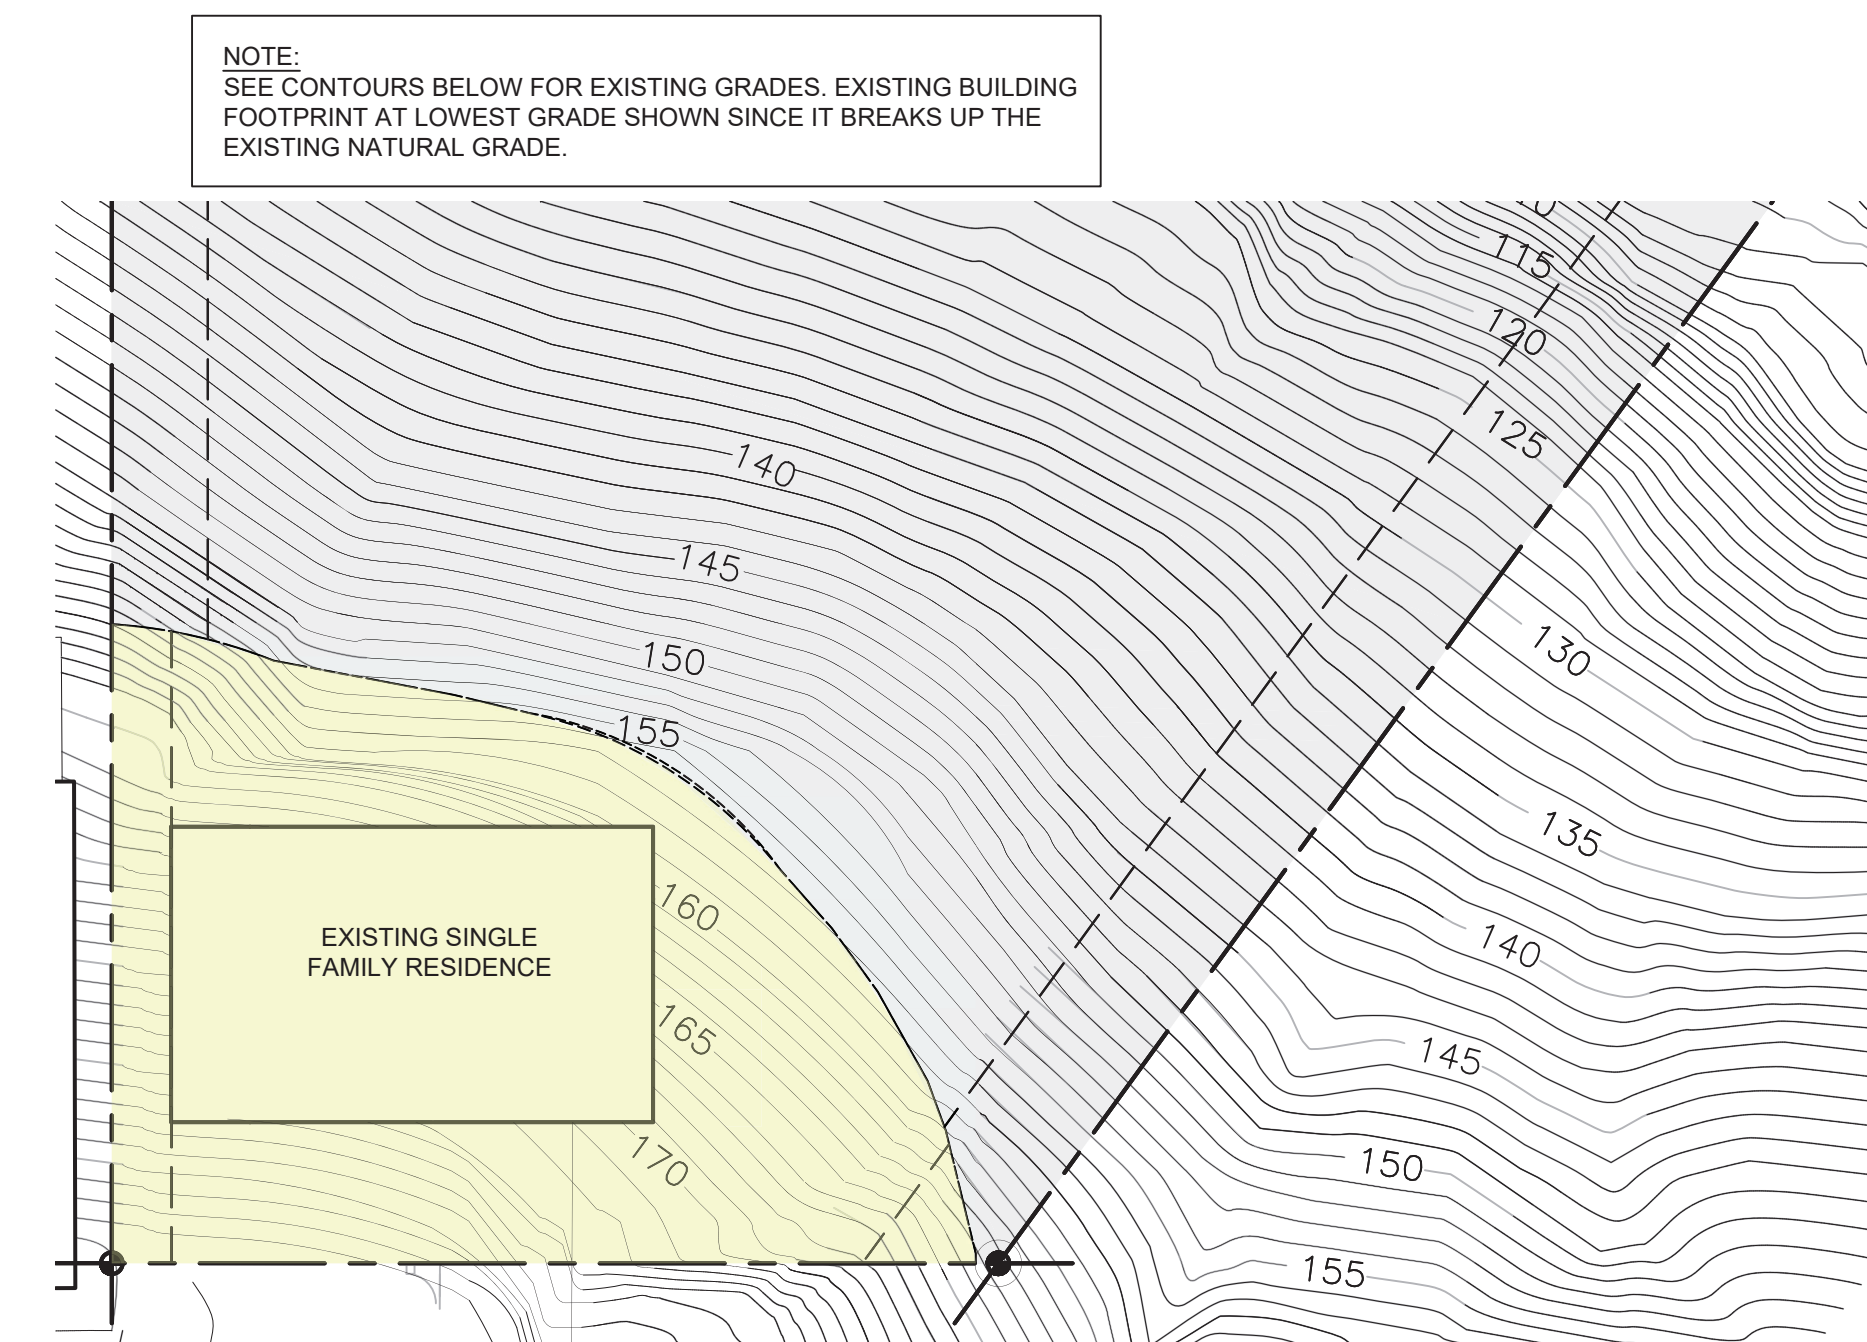 NOTE:
SEE CONTOURS BELOW FOR EXISTING GRADES. EXISTING BUILDING
FOOTPRINT AT LOWEST GRADE SHOWN SINCE IT BREAKS UP THE
EXISTING NATURAL GRADE.
115
120
125
140
145
130
150
155
135
160
EXISTING SINGLE
FAMILY RESIDENCE
140
165
145
170
150
155